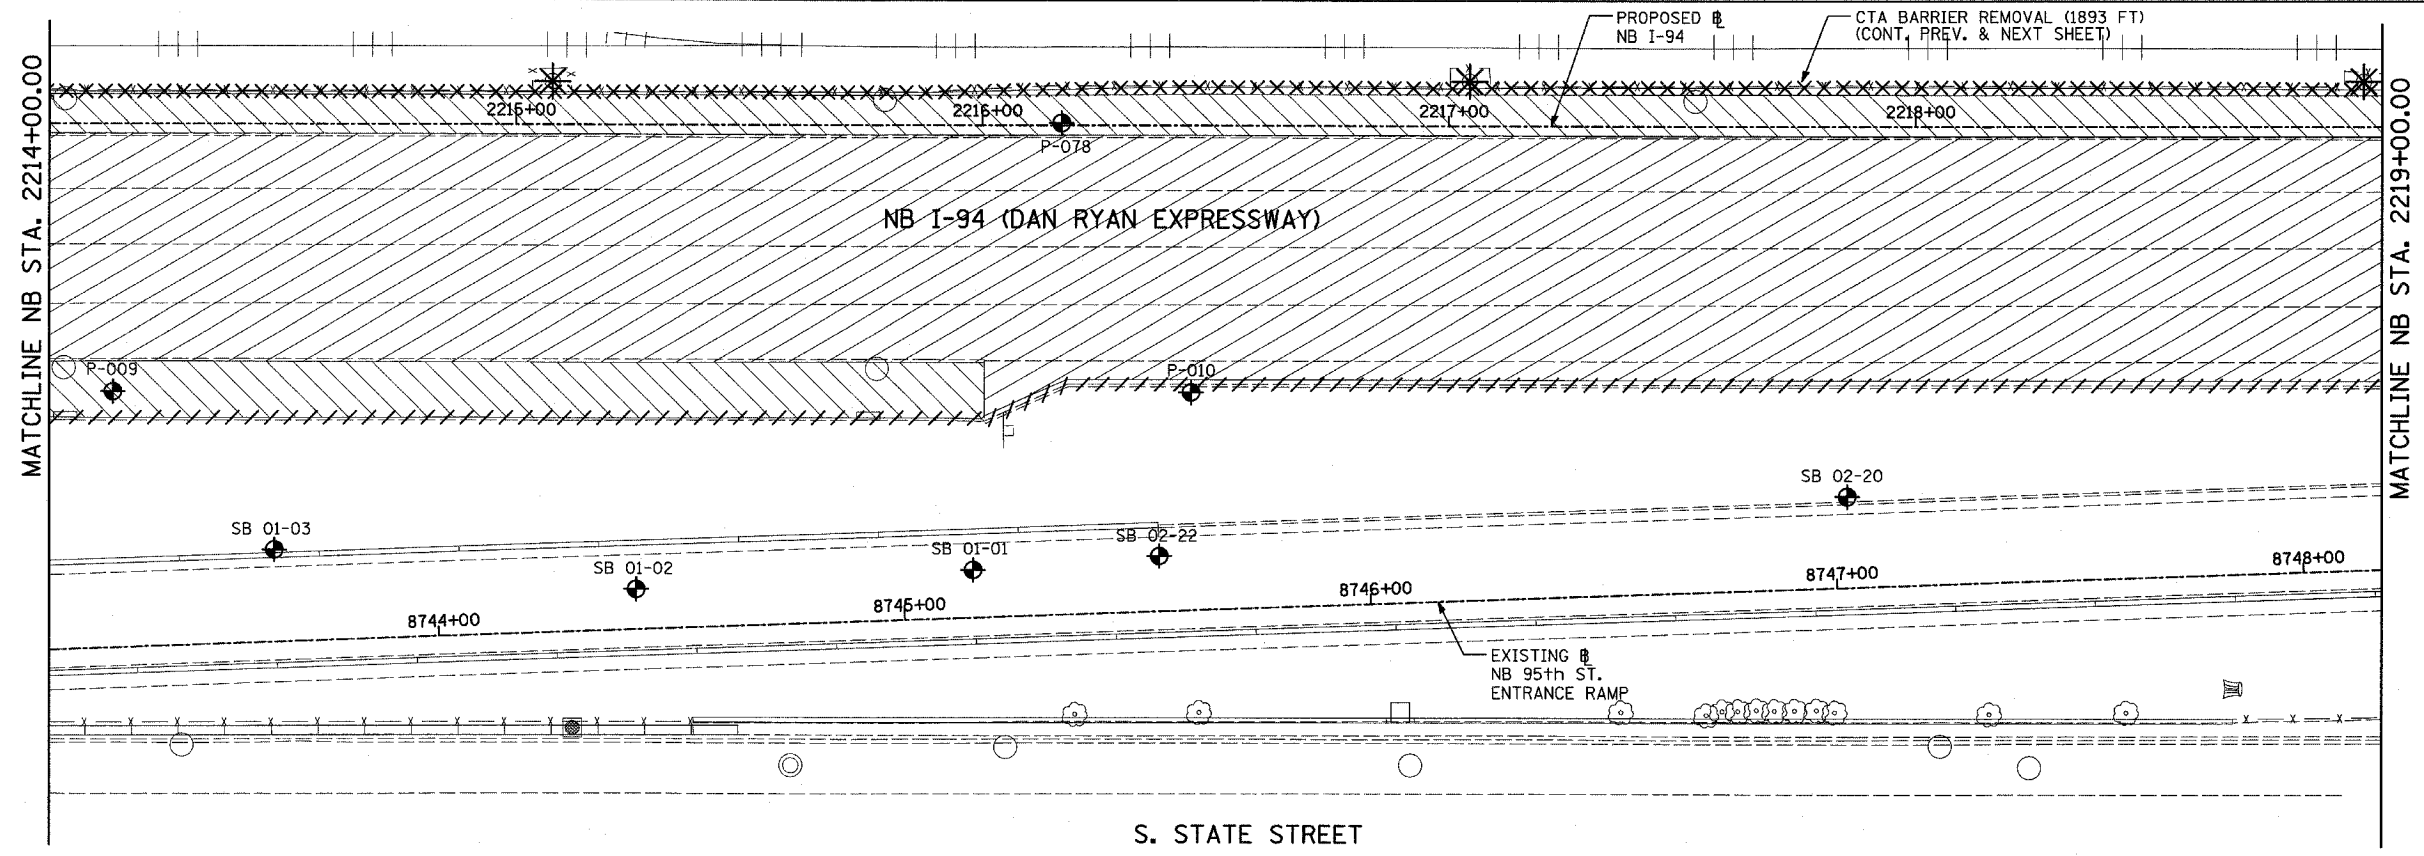 PROPOSED ℄
NB I-94
CTA BARRIER REMOVAL (1893 FT)
(CONT. PREV. & NEXT SHEET)
MATCHLINE NB STA. 2214+00.00
2215+00
2216+00
2217+00
2218+00
MATCHLINE NB STA. 2219+00.00
P-078
NB I-94 (DAN RYAN EXPRESSWAY)
P-009
P-010
SB 02-20
SB 01-03
SB 01-02
SB 01-01
SB 02-22
8744+00
8745+00
8746+00
8747+00
8748+00
EXISTING ℄
NB 95th ST.
ENTRANCE RAMP
S. STATE STREET